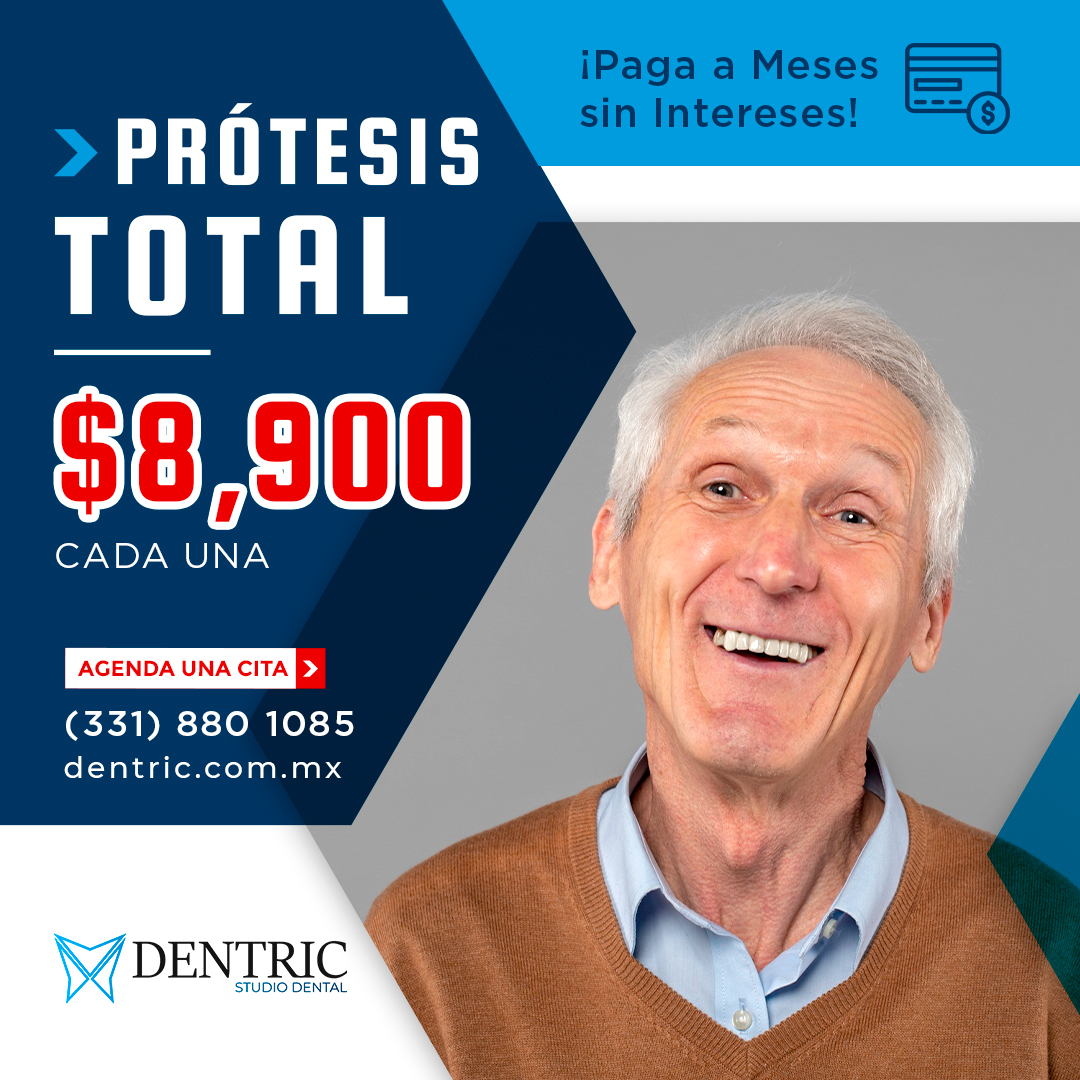 ¡Paga a Meses
sin Intereses!
PRÓTESIS
TOTAL
$8,900
CADA UNA
AGENDA UNA CITA
(331) 880 1085
dentric.com.mx
DENTRIC
STUDIO DENTAL